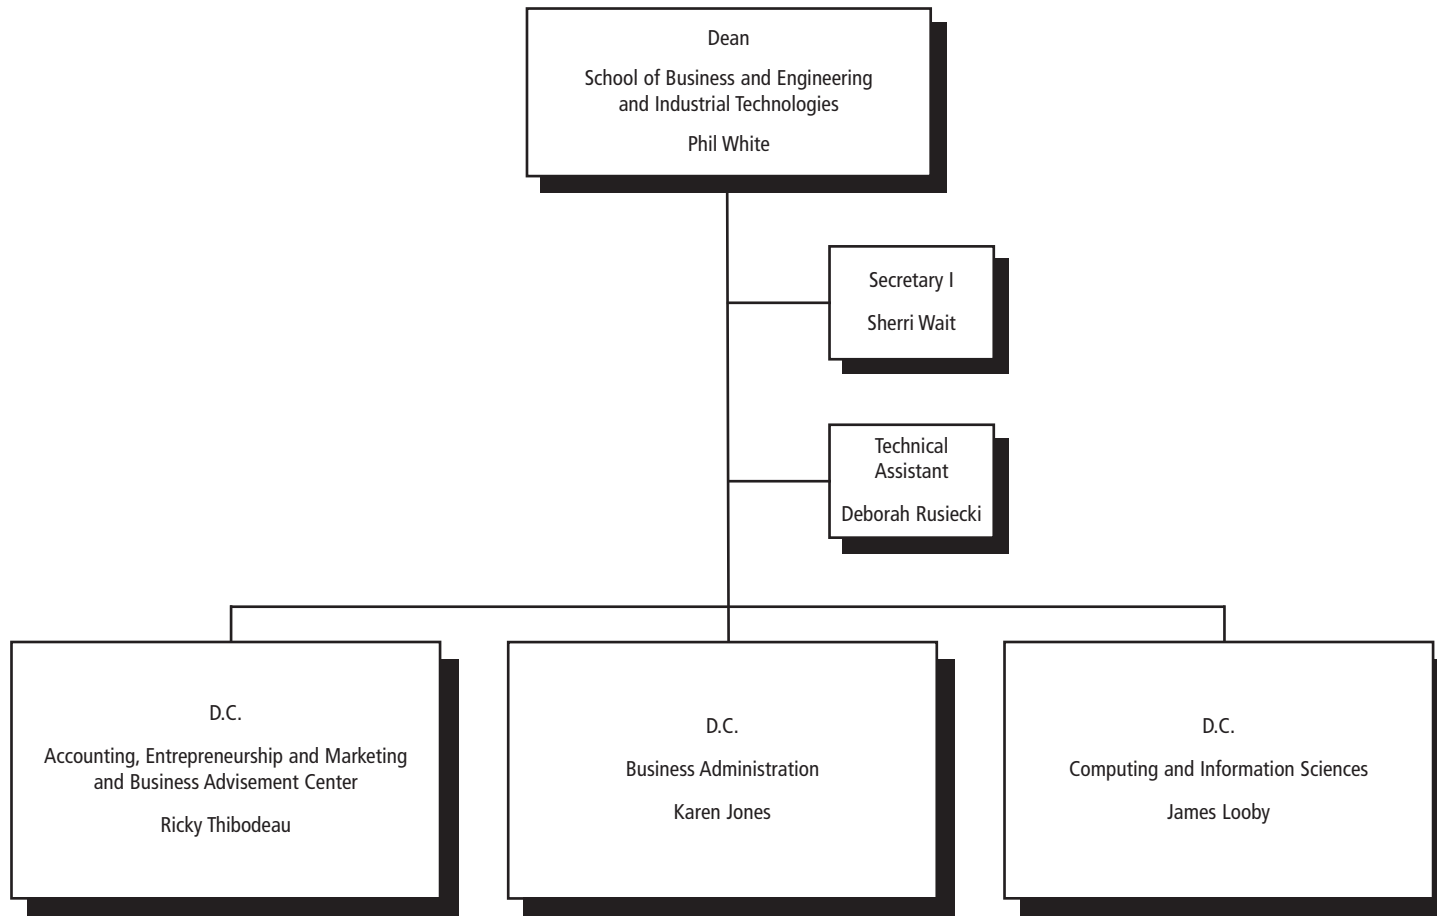 Dean
School of Business and Engineering
and Industrial Technologies
Phil White
Secretary I
Sherri Wait
Technical
Assistant
Deborah Rusiecki
D.C.
Accounting, Entrepreneurship and Marketing
and Business Advisement Center
Ricky Thibodeau
D.C.
Business Administration
Karen Jones
D.C.
Computing and Information Sciences
James Looby